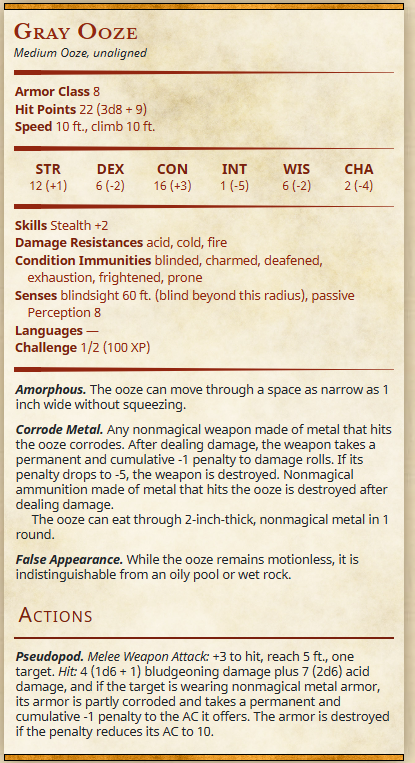 Gray Ooze
Medium Ooze, unaligned
Armor Class 8
Hit Points 22 (3d8 + 9)
Speed 10 ft., climb 10 ft.
STR DEX CON INT WIS CHA
12 (+1) 6 (-2) 16 (+3) 1 (-5) 6 (-2) 2 (-4)
Skills Stealth +2
Damage Resistances acid, cold, fire
Condition Immunities blinded, charmed, deafened,
exhaustion, frightened, prone
Senses blindsight 60 ft. (blind beyond this radius), passive
Perception 8
Languages —
Challenge 1/2 (100 XP)
Amorphous. The ooze can move through a space as narrow as 1
inch wide without squeezing.
Corrode Metal. Any nonmagical weapon made of metal that hits
the ooze corrodes. After dealing damage, the weapon takes a
permanent and cumulative -1 penalty to damage rolls. If its
penalty drops to -5, the weapon is destroyed. Nonmagical
ammunition made of metal that hits the ooze is destroyed after
dealing damage.
The ooze can eat through 2-inch-thick, nonmagical metal in 1
round.
False Appearance. While the ooze remains motionless, it is
indistinguishable from an oily pool or wet rock.
Actions
Pseudopod. Melee Weapon Attack: +3 to hit, reach 5 ft., one
target. Hit: 4 (1d6 + 1) bludgeoning damage plus 7 (2d6) acid
damage, and if the target is wearing nonmagical metal armor,
its armor is partly corroded and takes a permanent and
cumulative -1 penalty to the AC it offers. The armor is destroyed
if the penalty reduces its AC to 10.